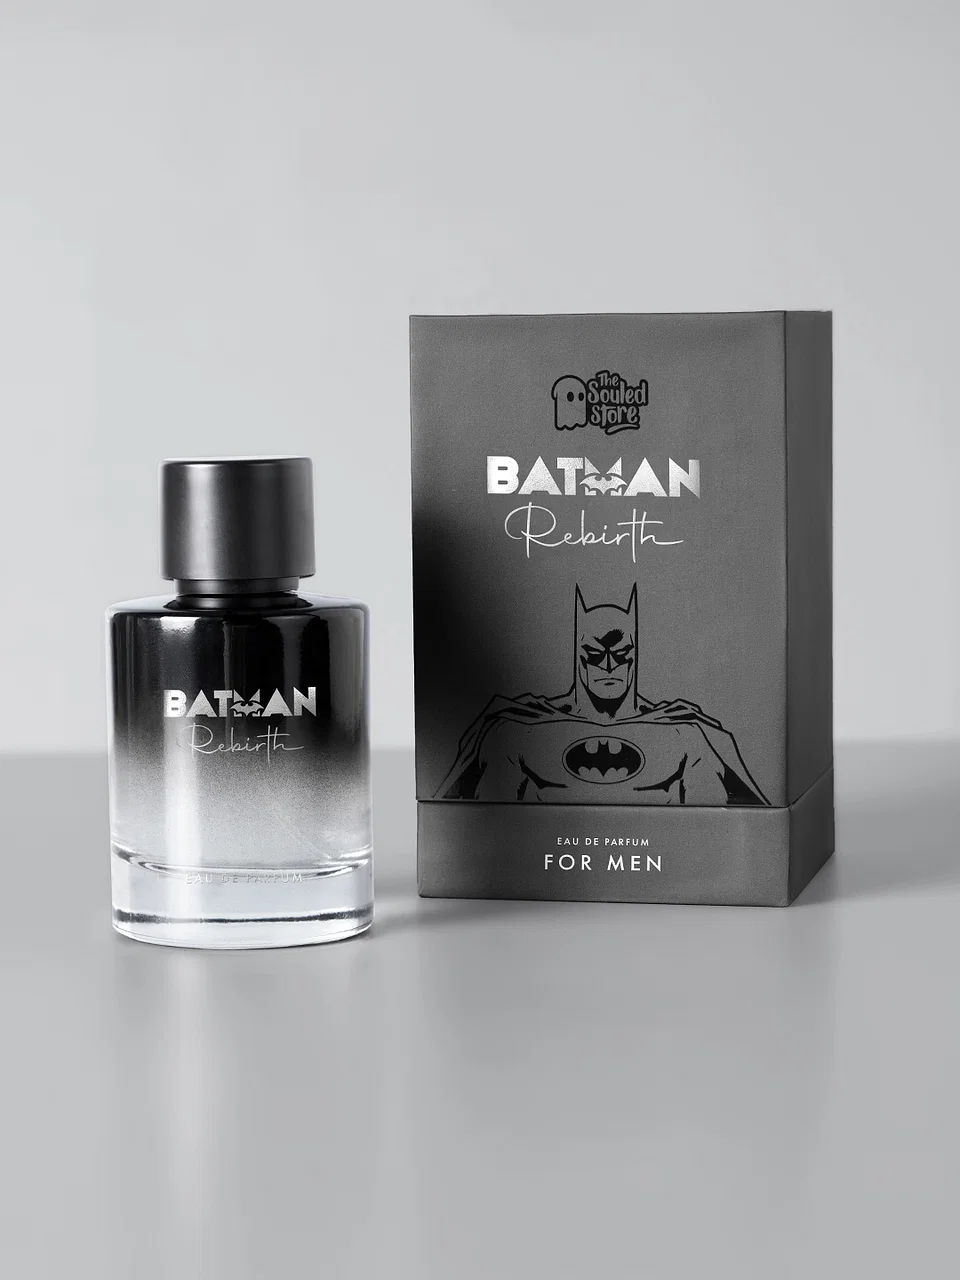 The
Souled
Store
BATMAN
Rebirth
EAU DE PARFUM
FOR MEN
BATMAN
Rebirth
EAU DE PARFUM